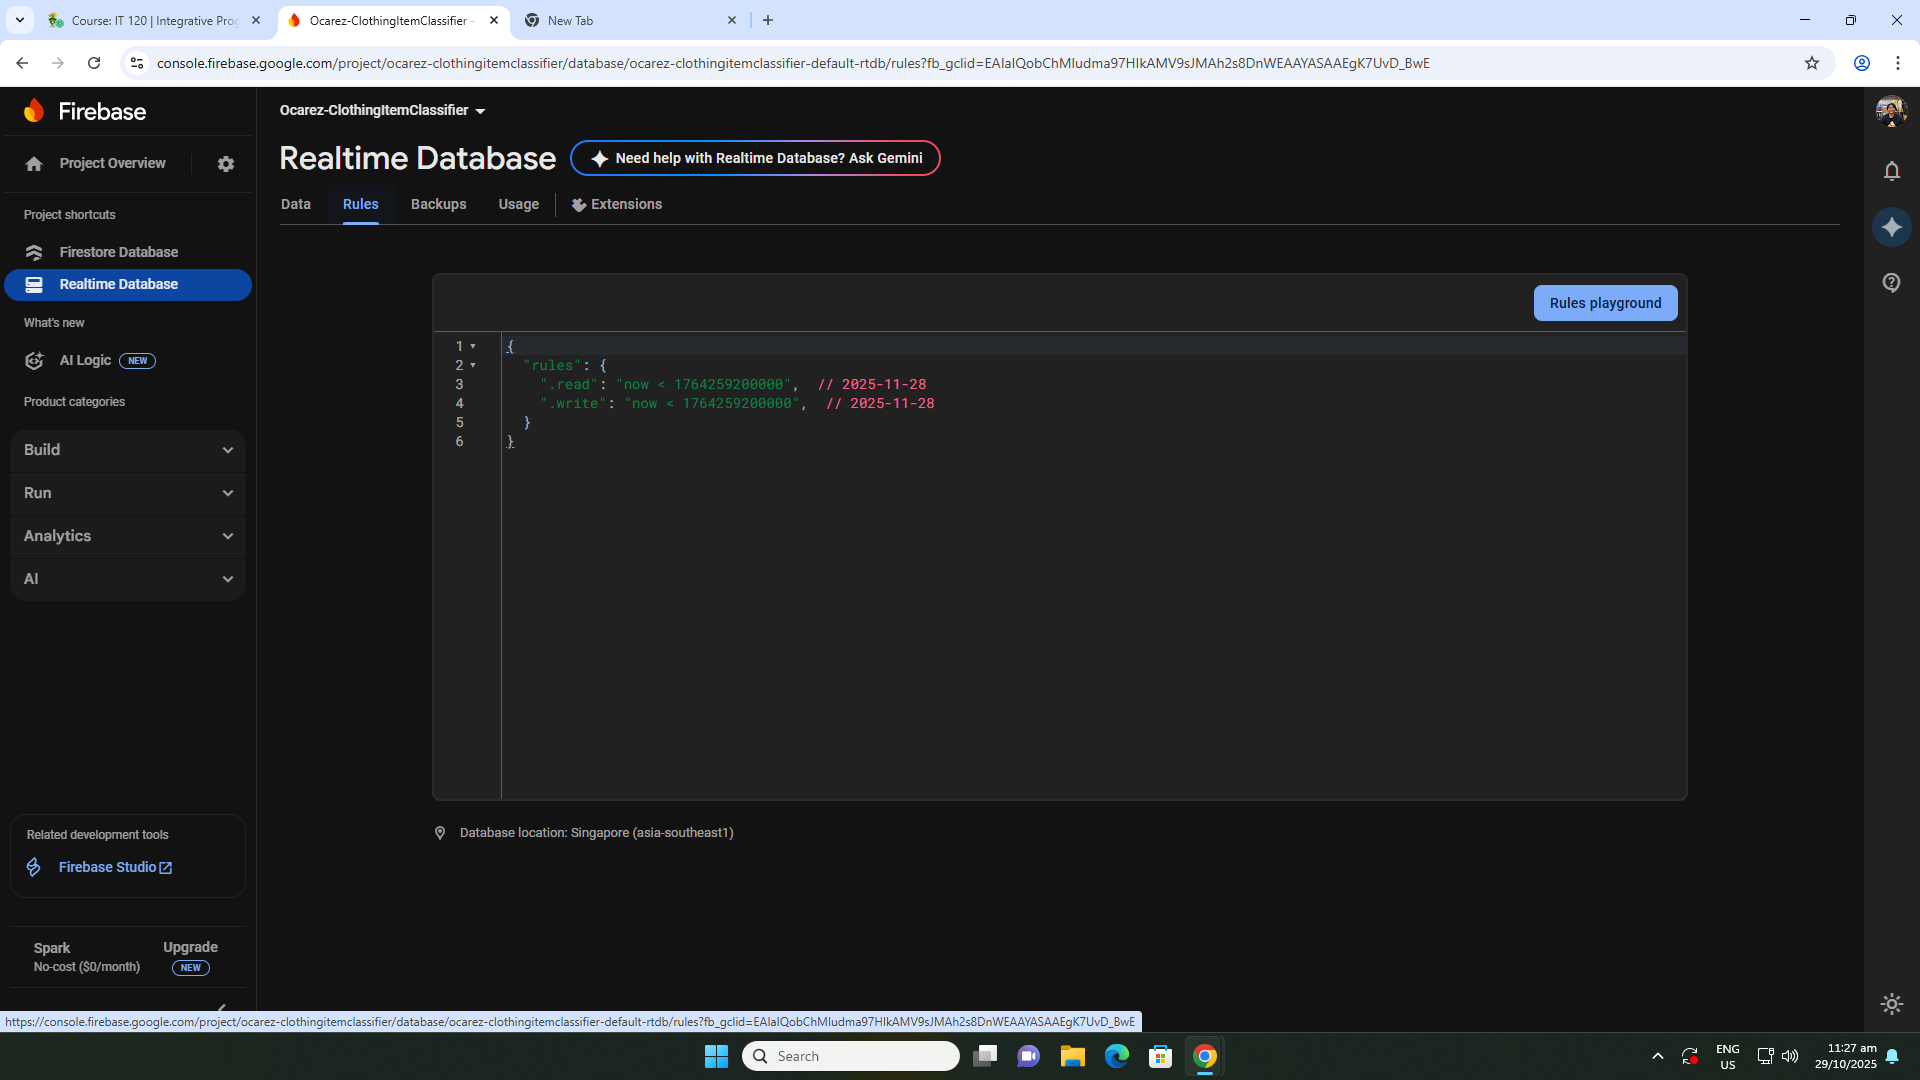 Course: IT 120 | Integrative Prog
Ocarez-ClothingItemClassifier -
New Tab
console.firebase.google.com/project/ocarez-clothingitemclassifier/database/ocarez-clothingitemclassifier-default-rtdb/rules?fb_gclid=EAIaIQobChMIudma97HIkAMV9sJMAh2s8DnWEAAYASAAEgK7UvD_BwE
Firebase
Ocarez-ClothingItemClassifier
Project Overview
Realtime Database
Need help with Realtime Database? Ask Gemini
Data
Rules
Backups
Usage
Extensions
Project shortcuts
Firestore Database
Realtime Database
What's new
AI Logic
NEW
Product categories
Build
Run
Analytics
AI
Rules playground
1 {
2 "rules": {
3 ".read": "now < 1764259200000",  // 2025-11-28
4 ".write": "now < 1764259200000",  // 2025-11-28
5 }
6 }
Database location: Singapore (asia-southeast1)
Related development tools
Firebase Studio
Spark
No-cost ($0/month)
Upgrade
NEW
https://console.firebase.google.com/project/ocarez-clothingitemclassifier/database/ocarez-clothingitemclassifier-default-rtdb/rules?fb_gclid=EAIaIQobChMIudma97HIkAMV9sJMAh2s8DnWEAAYASAAEgK7UvD_BwE
Search
ENG
US
11:27 am
29/10/2025